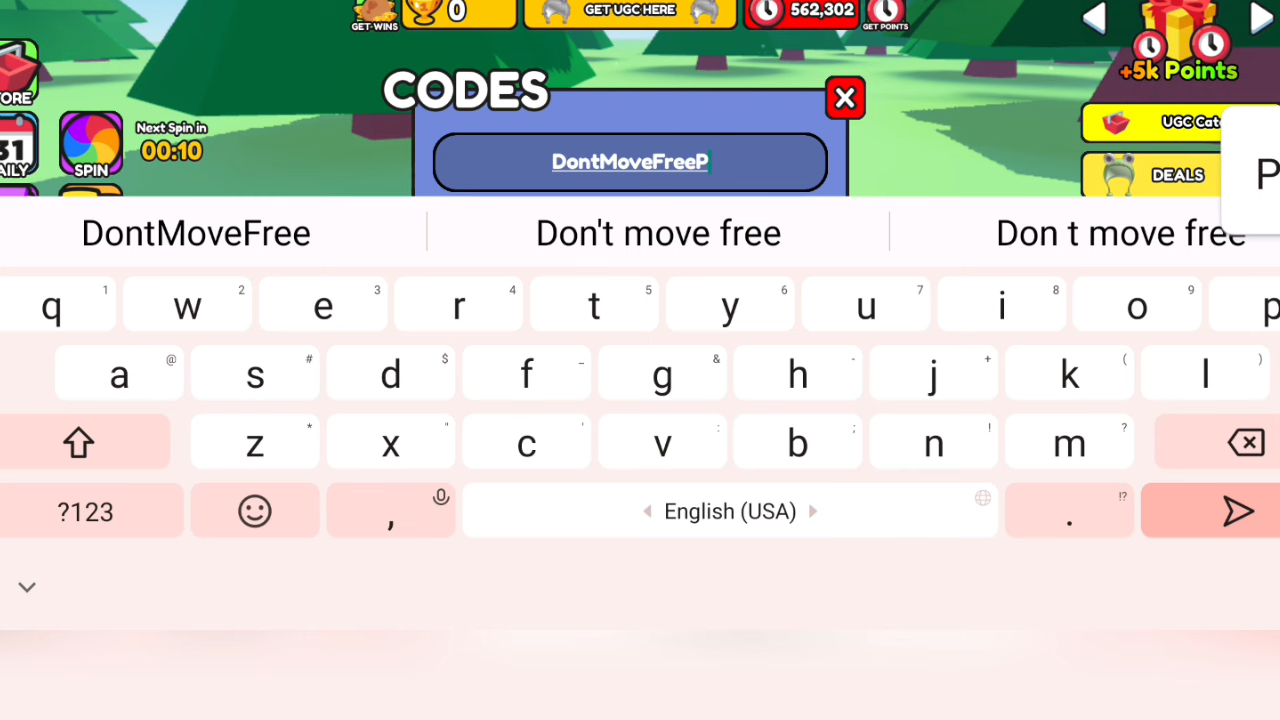 0
GET UGC HERE
562,302
GET-WINS
GET POINTS
+5k Points
CODES
DontMoveFreeP
31
Next Spin in
00:10
SPIN
UGC Cat
DEALS
P
DontMoveFree
Don't move free
Don t move free
q 1 w 2 e 3 r 4 t 5 y 6 u 7 i 8 o 9 p
a @ s # d $ f _ g & h - j + k ( l )
z * x " c ' v : b ; n ! m ?
?123 , English (USA) . !?